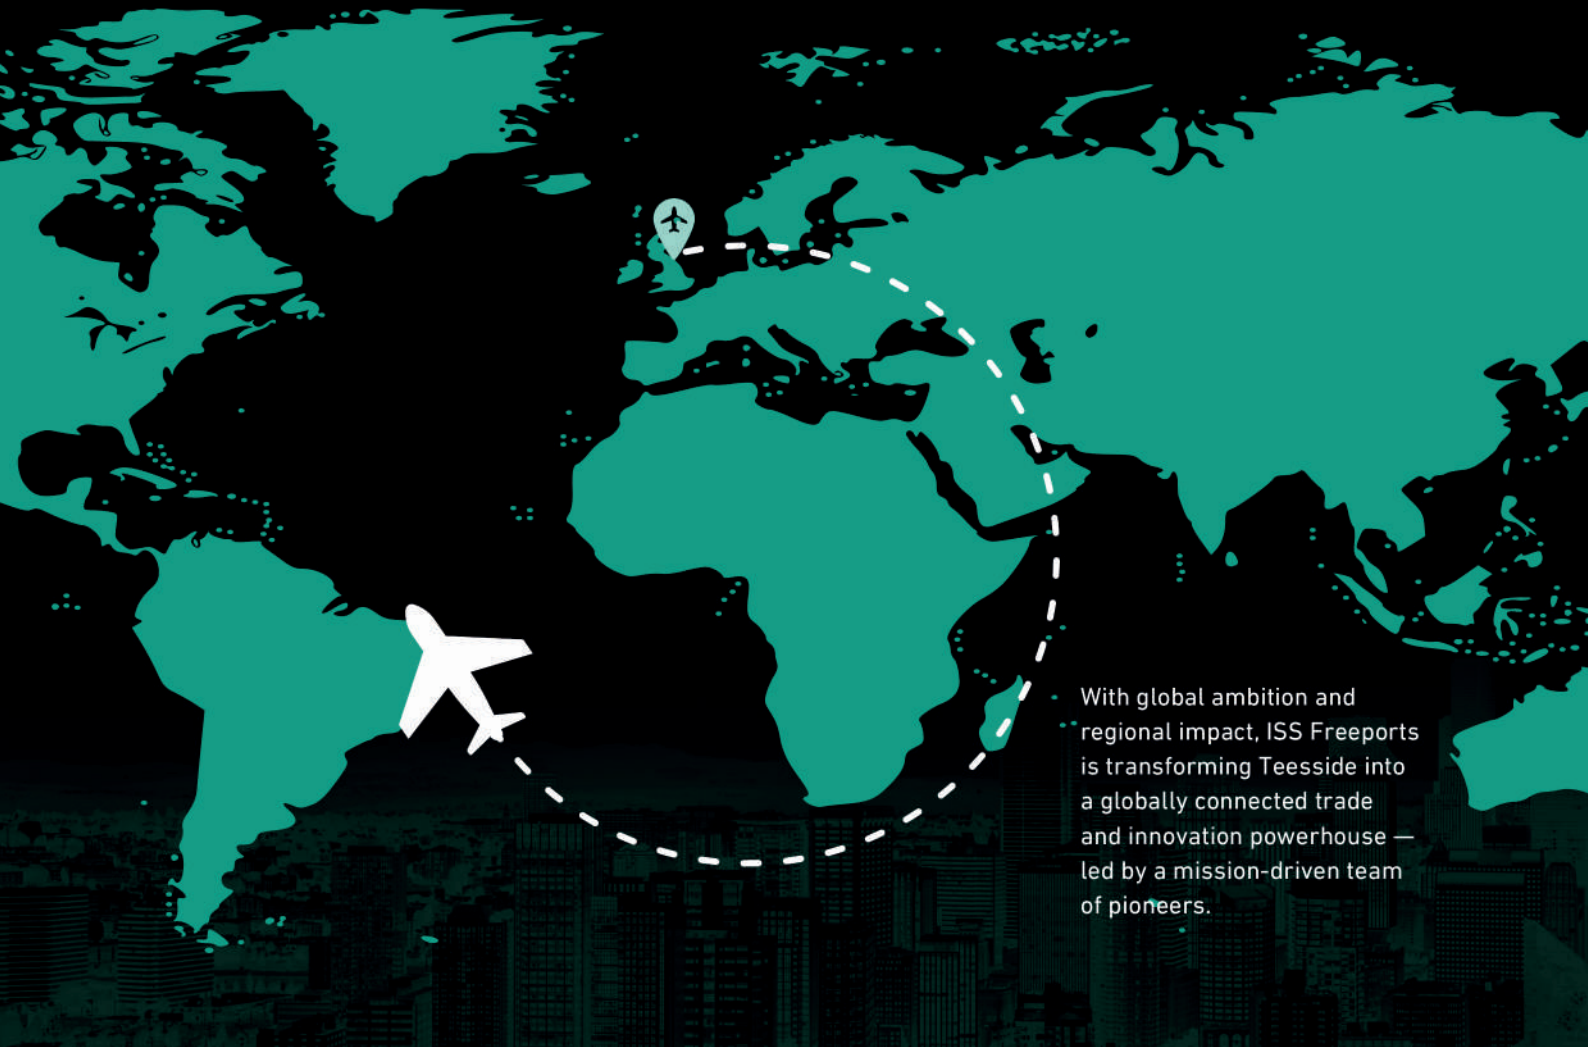 With global ambition and
regional impact, ISS Freeports
is transforming Teesside into
a globally connected trade
and innovation powerhouse —
led by a mission-driven team
of pioneers.